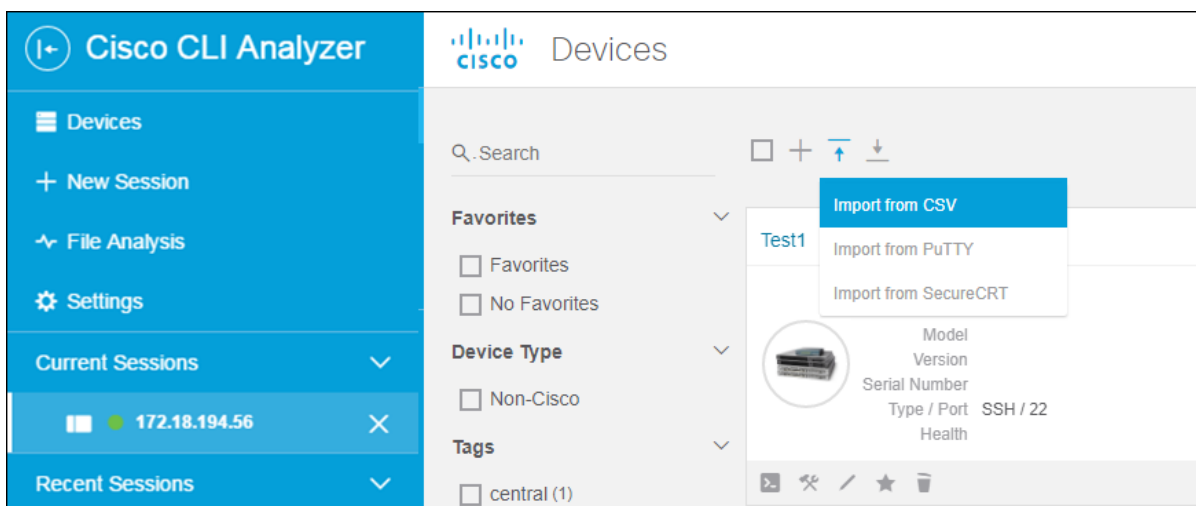 Cisco CLI Analyzer
Devices
New Session
File Analysis
Settings
Current Sessions
172.18.194.56
Recent Sessions
CISCO
Devices
Search
Favorites
Favorites
No Favorites
Device Type
Non-Cisco
Tags
central (1)
Import from CSV
Import from PuTTY
Import from SecureCRT
Test1
Model
Version
Serial Number
Type / Port SSH / 22
Health